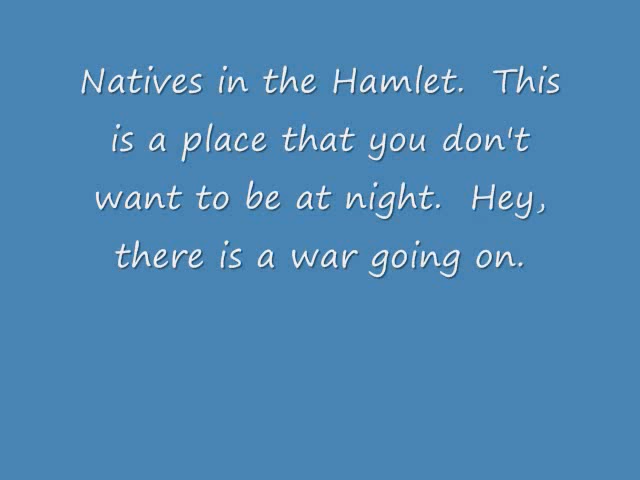 Natives in the Hamlet.  This
is a place that you don't
want to be at night.  Hey,
there is a war going on.